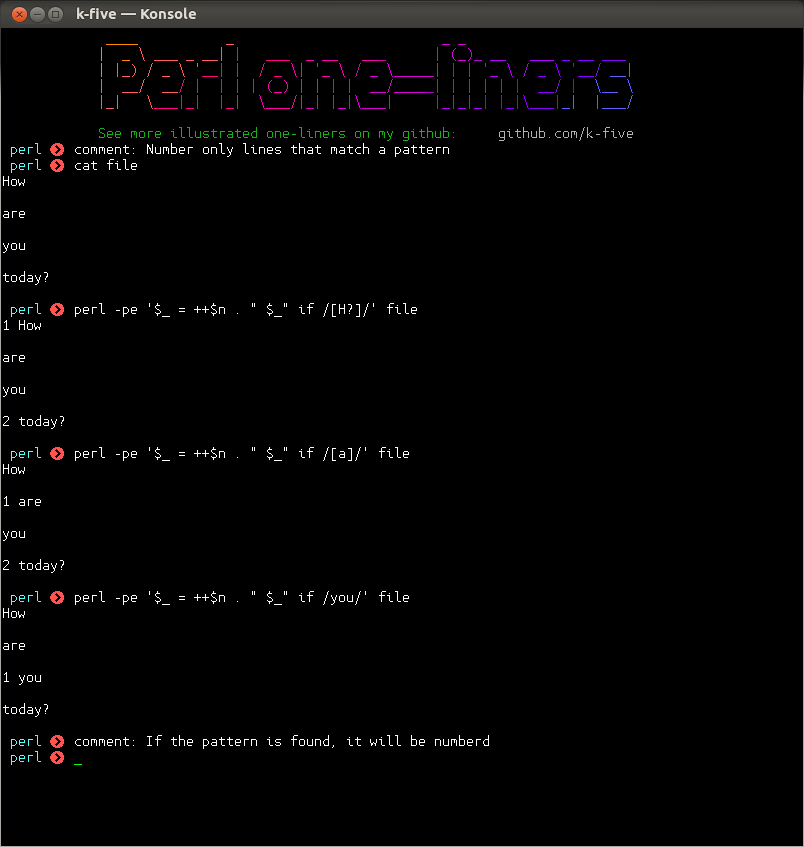 k-five — Konsole
Perl one-liners
See more illustrated one-liners on my github: github.com/k-five
perl comment: Number only lines that match a pattern
perl cat file
How
are
you
today?
perl perl -pe '$_ = ++$n . " $_" if /[H?]/' file
1 How
are
you
2 today?
perl perl -pe '$_ = ++$n . " $_" if /[a]/' file
How
1 are
you
2 today?
perl perl -pe '$_ = ++$n . " $_" if /you/' file
How
are
1 you
today?
perl comment: If the pattern is found, it will be numberd
perl _